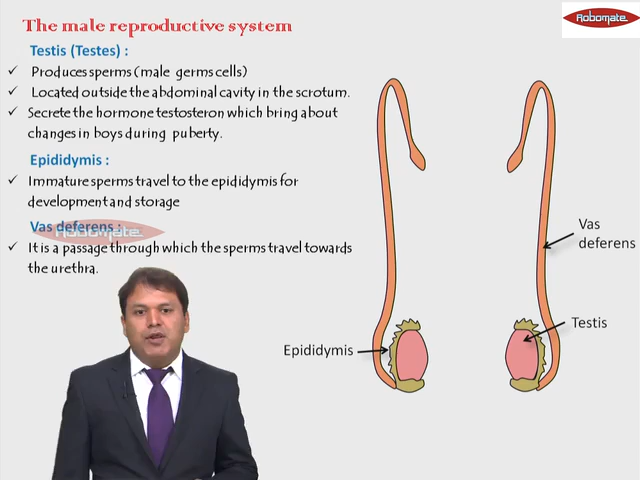 The male reproductive system
Robomate+
Testis (Testes) :
✓ Produces sperms (male germs cells)
✓ Located outside the abdominal cavity in the scrotum.
✓ Secrete the hormone testosteron which bring about
changes in boys during puberty.
Epididymis :
✓ Immature sperms travel to the epididymis for
development and storage
Vas deferens :
Robomate+
✓ It is a passage through which the sperms travel towards
the urethra.
Vas
deferens
Testis
Epididymis